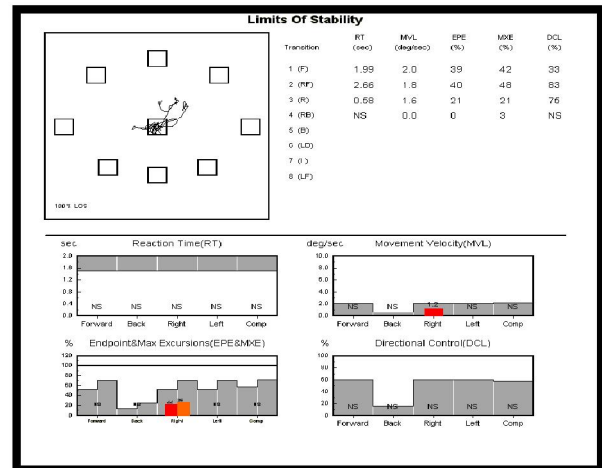 Limits Of Stability
RT MVL EPE MXE DCL
Transition (sec) (deg/sec) (%) (%) (%)
1 (F) 1.99 2.0 39 42 33
2 (RF) 2.66 1.8 40 48 83
3 (R) 0.58 1.6 21 21 76
4 (RB) NS 0.0 0 3 NS
5 (B)
6 (LB)
7 (L)
8 (LF)
100% LOS
sec Reaction Time(RT)
2.0
1.6
1.2
0.8
0.4
0.0
NS NS NS NS NS
Forward Back Right Left Comp
deg/sec Movement Velocity(MVL)
10.0
8.0
6.0
4.0
2.0
0.0
NS NS 1.2 NS NS
Forward Back Right Left Comp
% Endpoint&Max Excursions(EPE&MXE)
120
100
80
60
40
20
0
NS NS NS NS
Forward Back Right Left Comp
% Directional Control(DCL)
100
80
60
40
20
0
NS NS NS NS NS
Forward Back Right Left Comp